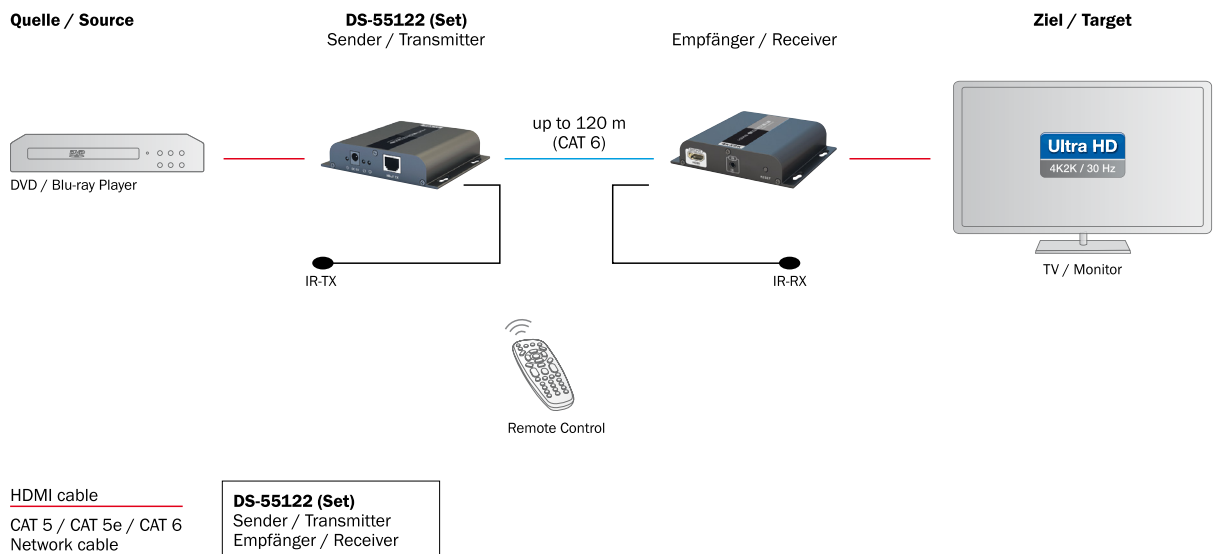 Quelle / Source
DS-55122 (Set)
Sender / Transmitter
Empfänger / Receiver
Ziel / Target
up to 120 m
(CAT 6)
Ultra HD
4K2K / 30 Hz
DVD / Blu-ray Player
TV / Monitor
IR-TX
IR-RX
Remote Control
HDMI cable
CAT 5 / CAT 5e / CAT 6
Network cable
DS-55122 (Set)
Sender / Transmitter
Empfänger / Receiver